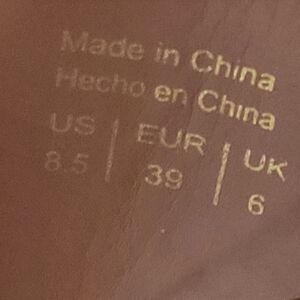 Made in China
Hecho en China
US | EUR | UK
8.5 | 39 | 6